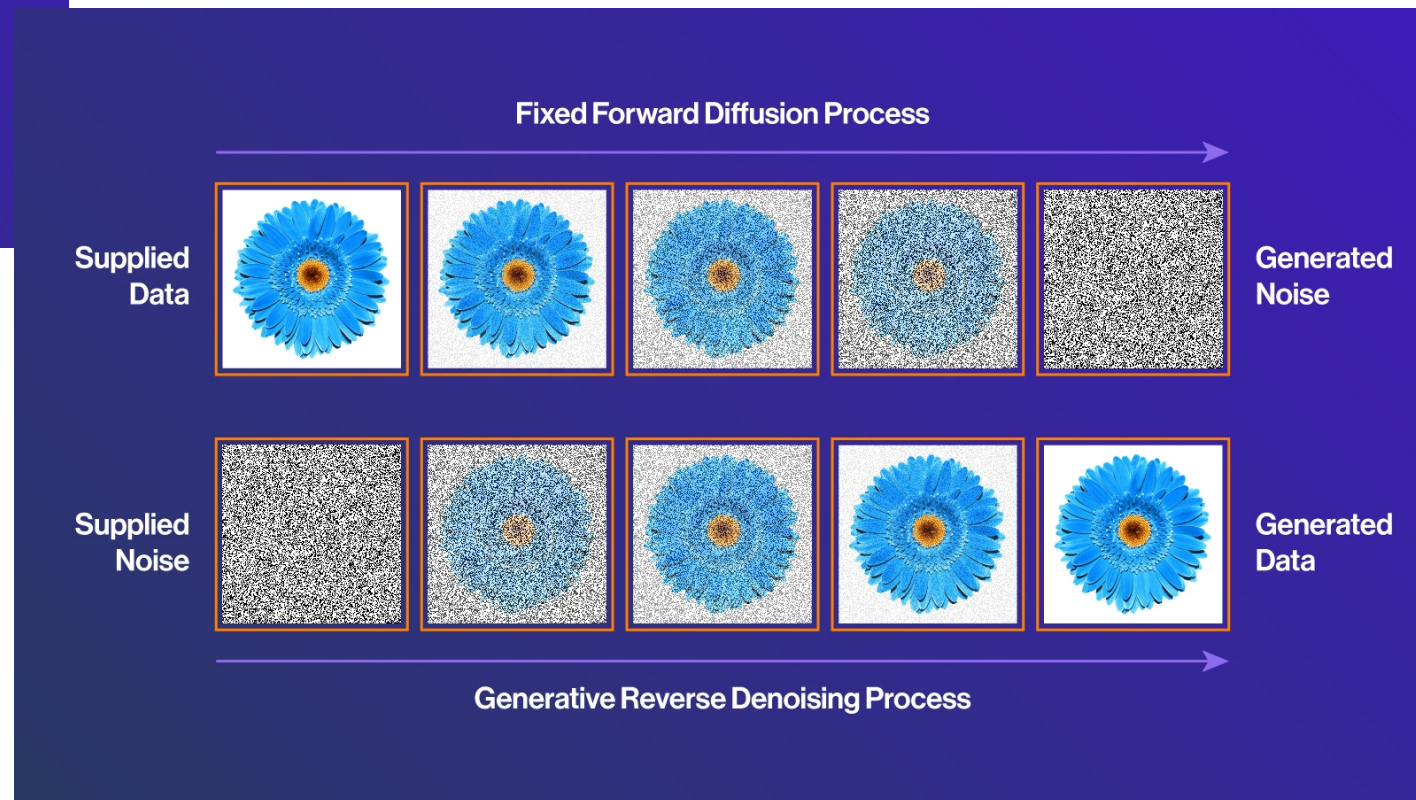 Fixed Forward Diffusion Process
Supplied
Data
Generated
Noise
Supplied
Noise
Generated
Data
Generative Reverse Denoising Process